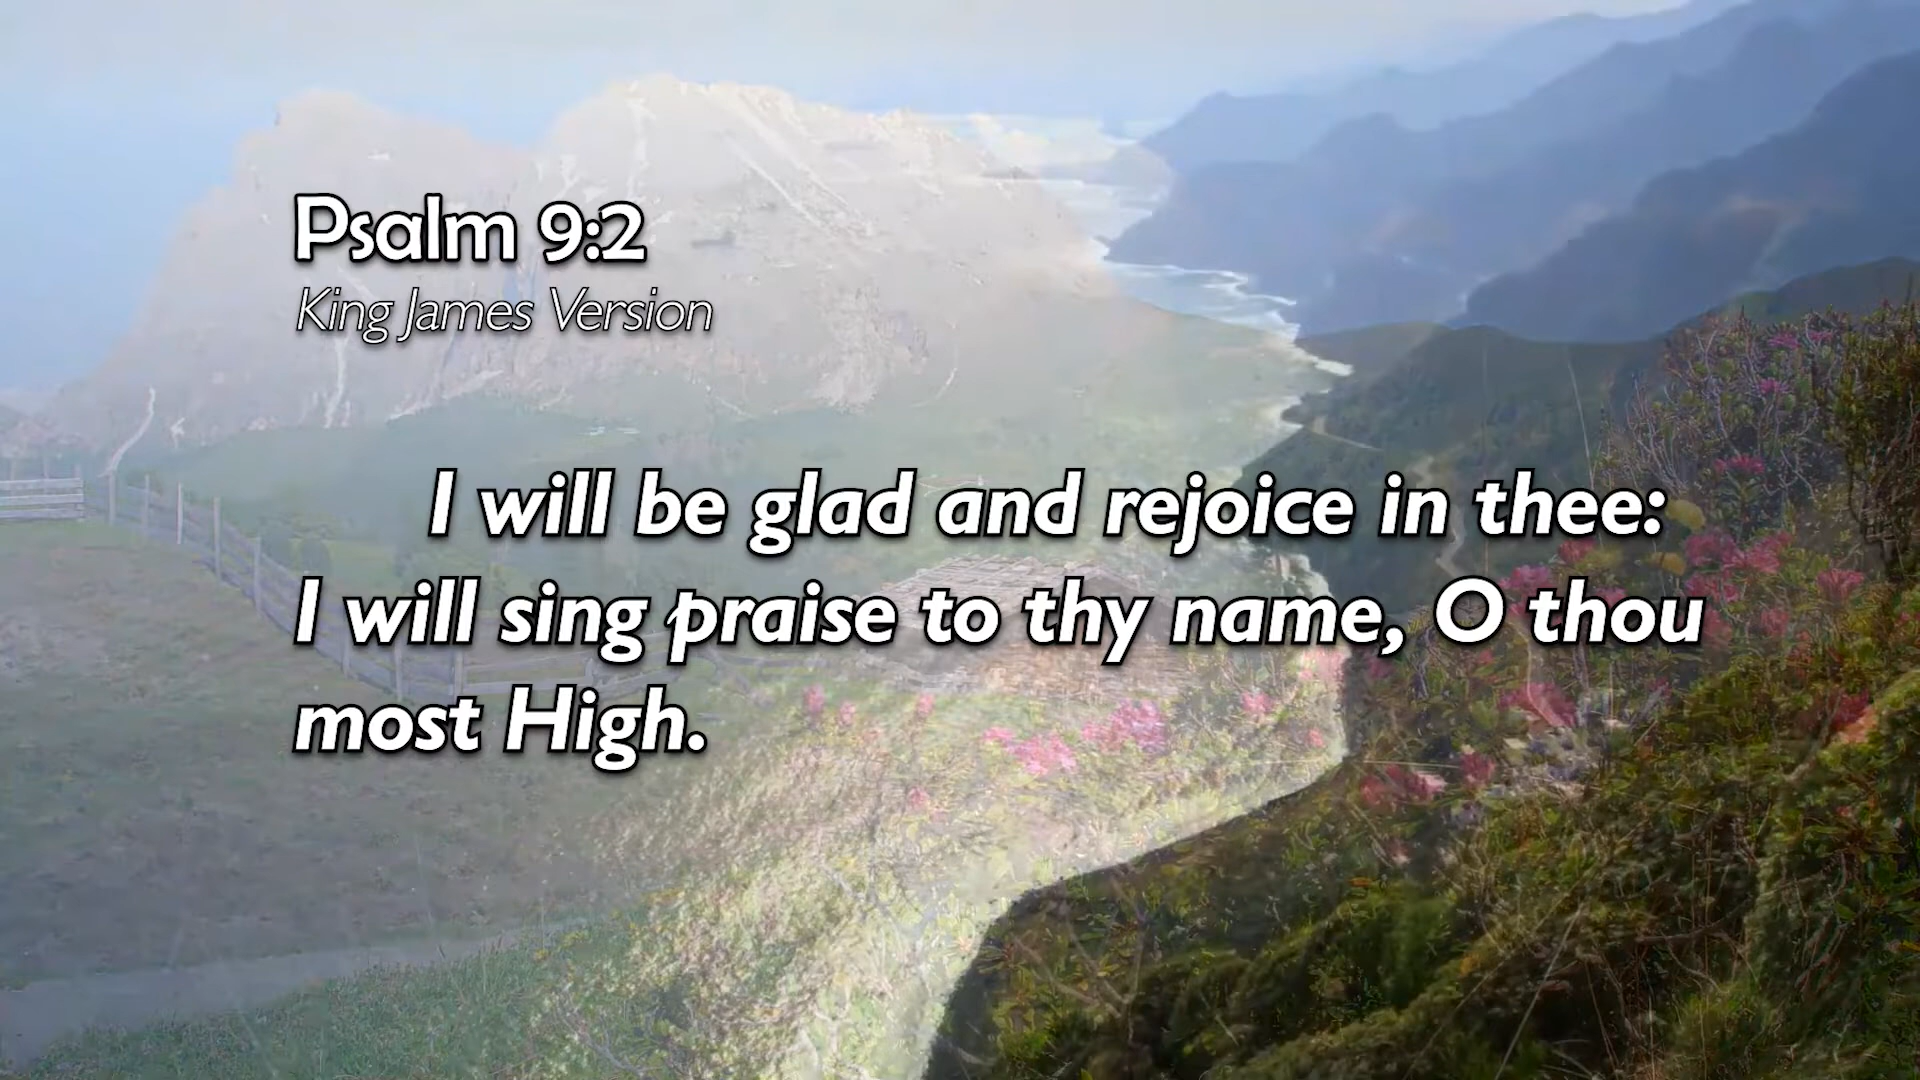 Psalm 9:2
King James Version
I will be glad and rejoice in thee:
I will sing praise to thy name, O thou
most High.